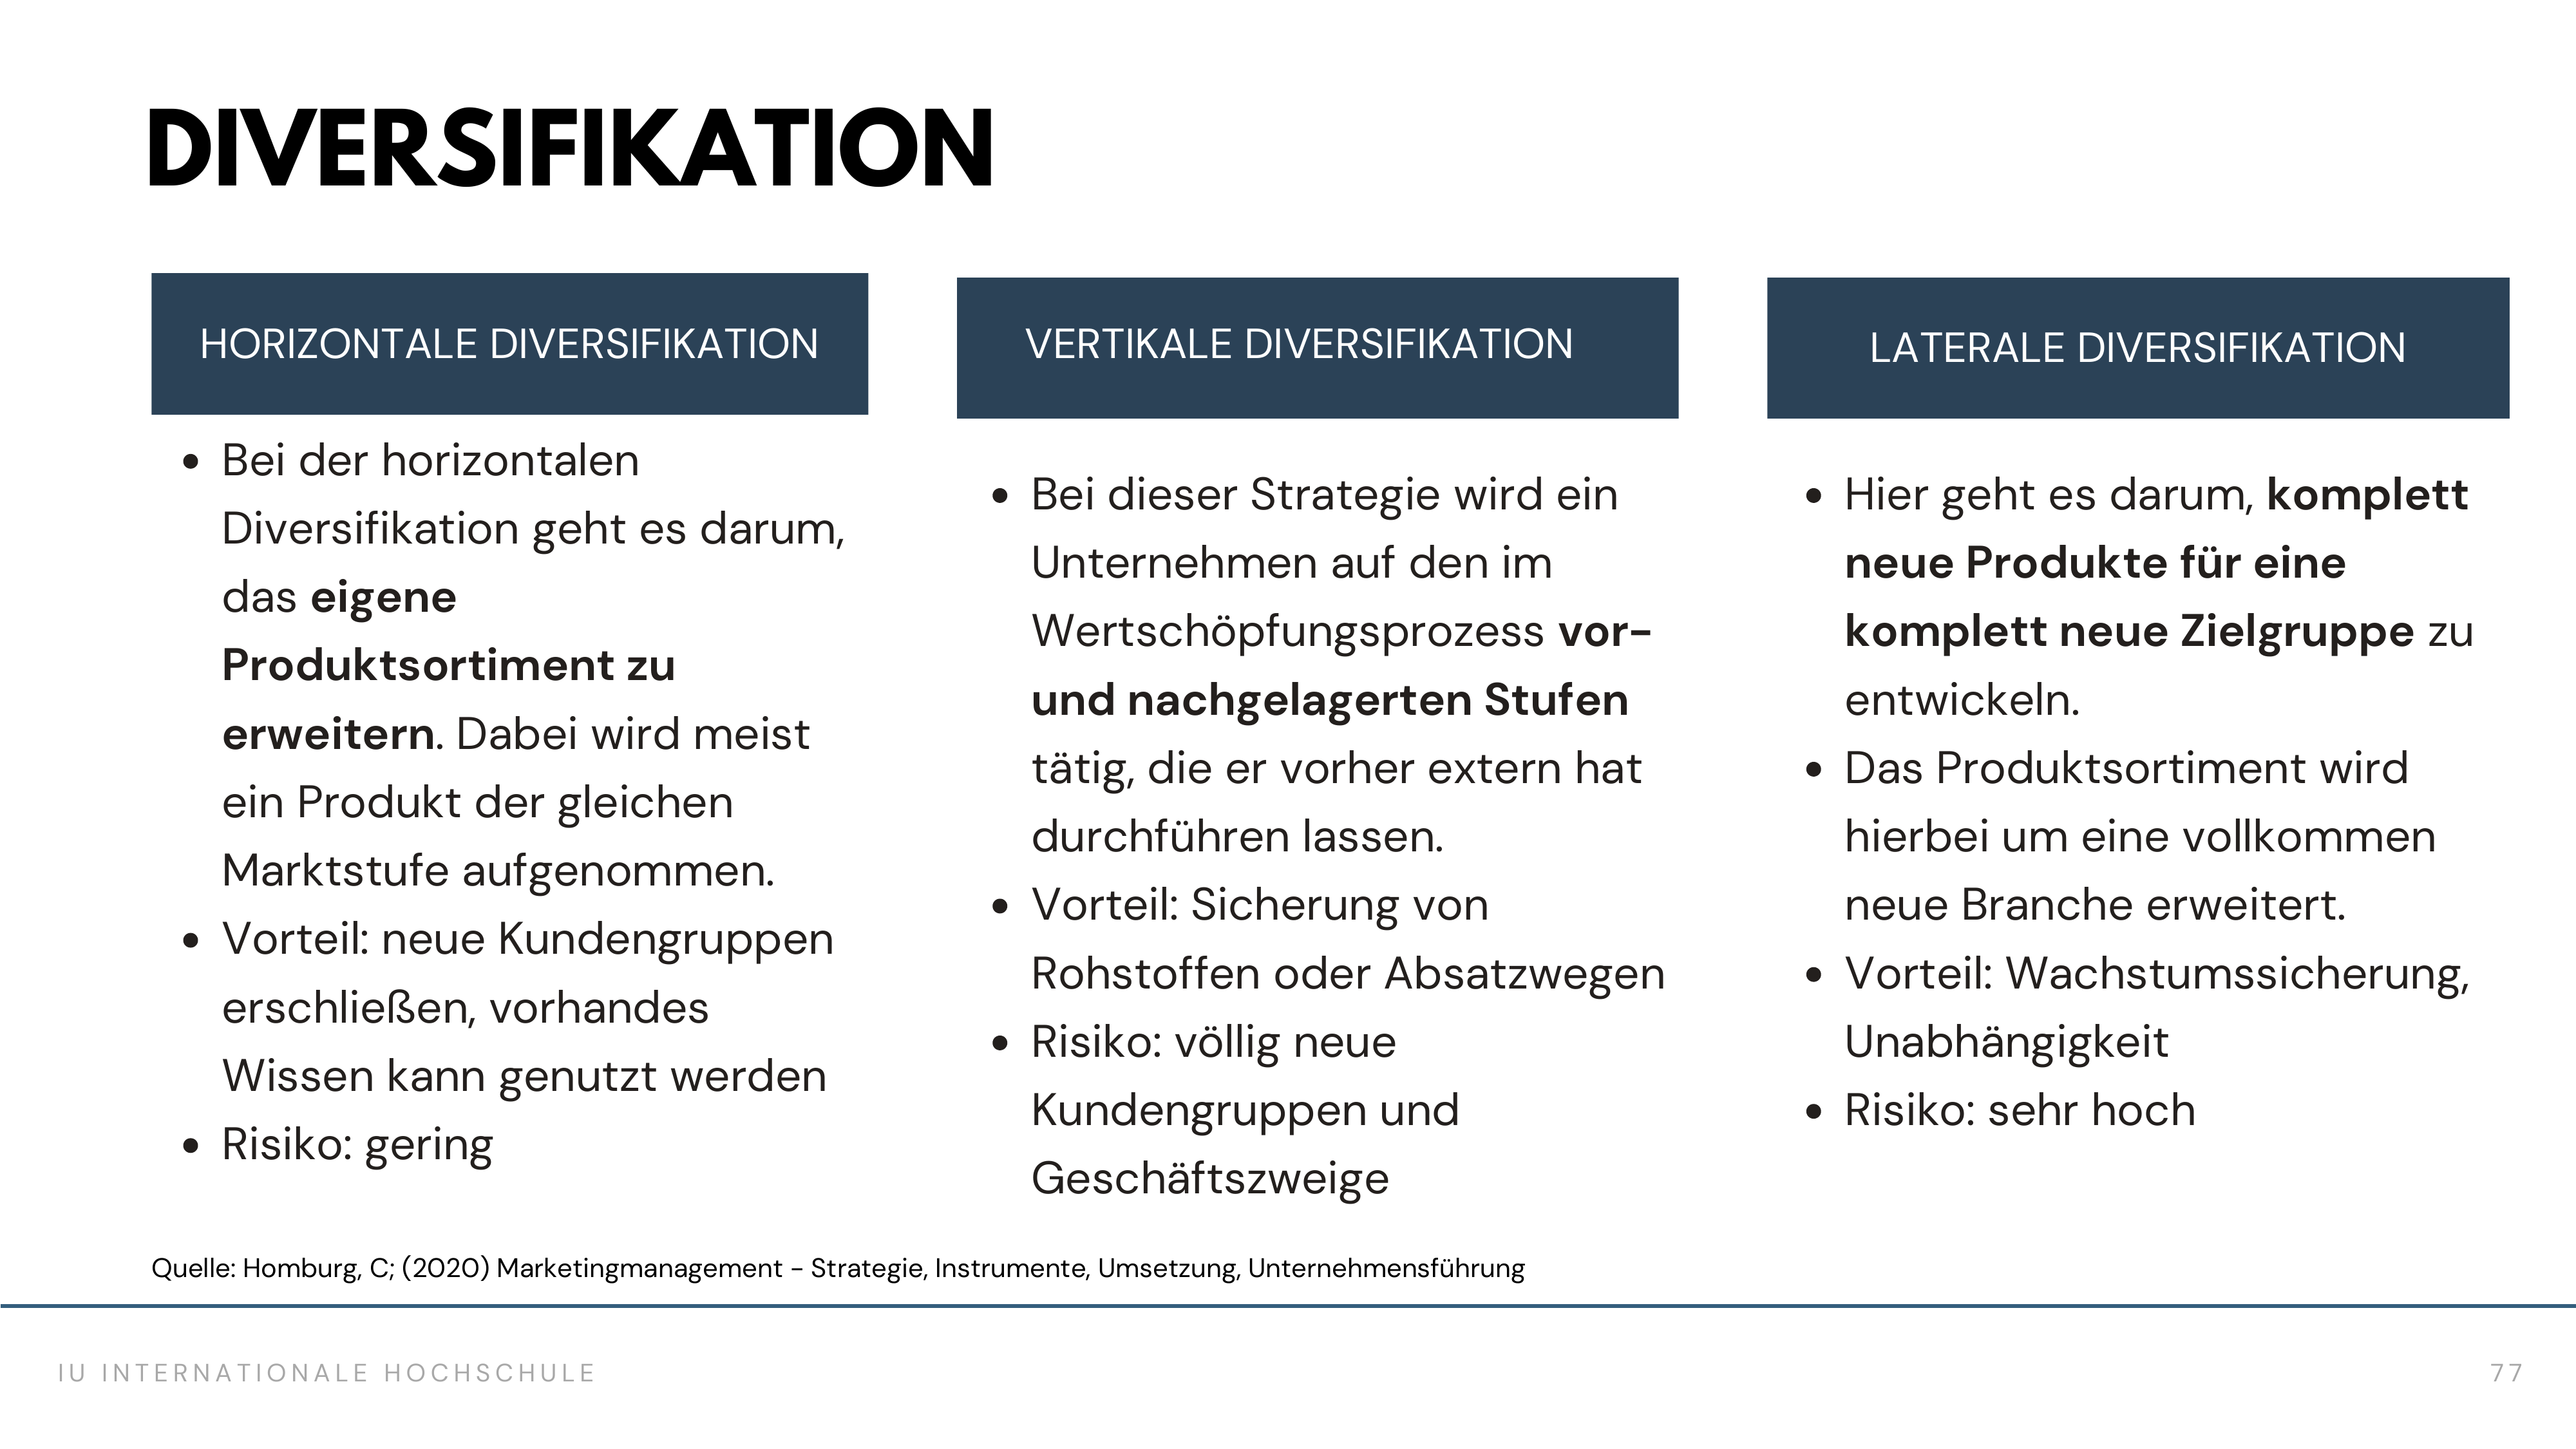 DIVERSIFIKATION
HORIZONTALE DIVERSIFIKATION
• Bei der horizontalen
Diversifikation geht es darum,
das eigene
Produktsortiment zu
erweitern. Dabei wird meist
ein Produkt der gleichen
Marktstufe aufgenommen.
• Vorteil: neue Kundengruppen
erschließen, vorhandes
Wissen kann genutzt werden
• Risiko: gering
VERTIKALE DIVERSIFIKATION
• Bei dieser Strategie wird ein
Unternehmen auf den im
Wertschöpfungsprozess vor-
und nachgelagerten Stufen
tätig, die er vorher extern hat
durchführen lassen.
• Vorteil: Sicherung von
Rohstoffen oder Absatzwegen
• Risiko: völlig neue
Kundengruppen und
Geschäftszweige
LATERALE DIVERSIFIKATION
• Hier geht es darum, komplett
neue Produkte für eine
komplett neue Zielgruppe zu
entwickeln.
• Das Produktsortiment wird
hierbei um eine vollkommen
neue Branche erweitert.
• Vorteil: Wachstumssicherung,
Unabhängigkeit
• Risiko: sehr hoch
Quelle: Homburg, C; (2020) Marketingmanagement - Strategie, Instrumente, Umsetzung, Unternehmensführung
IU INTERNATIONALE HOCHSCHULE
77